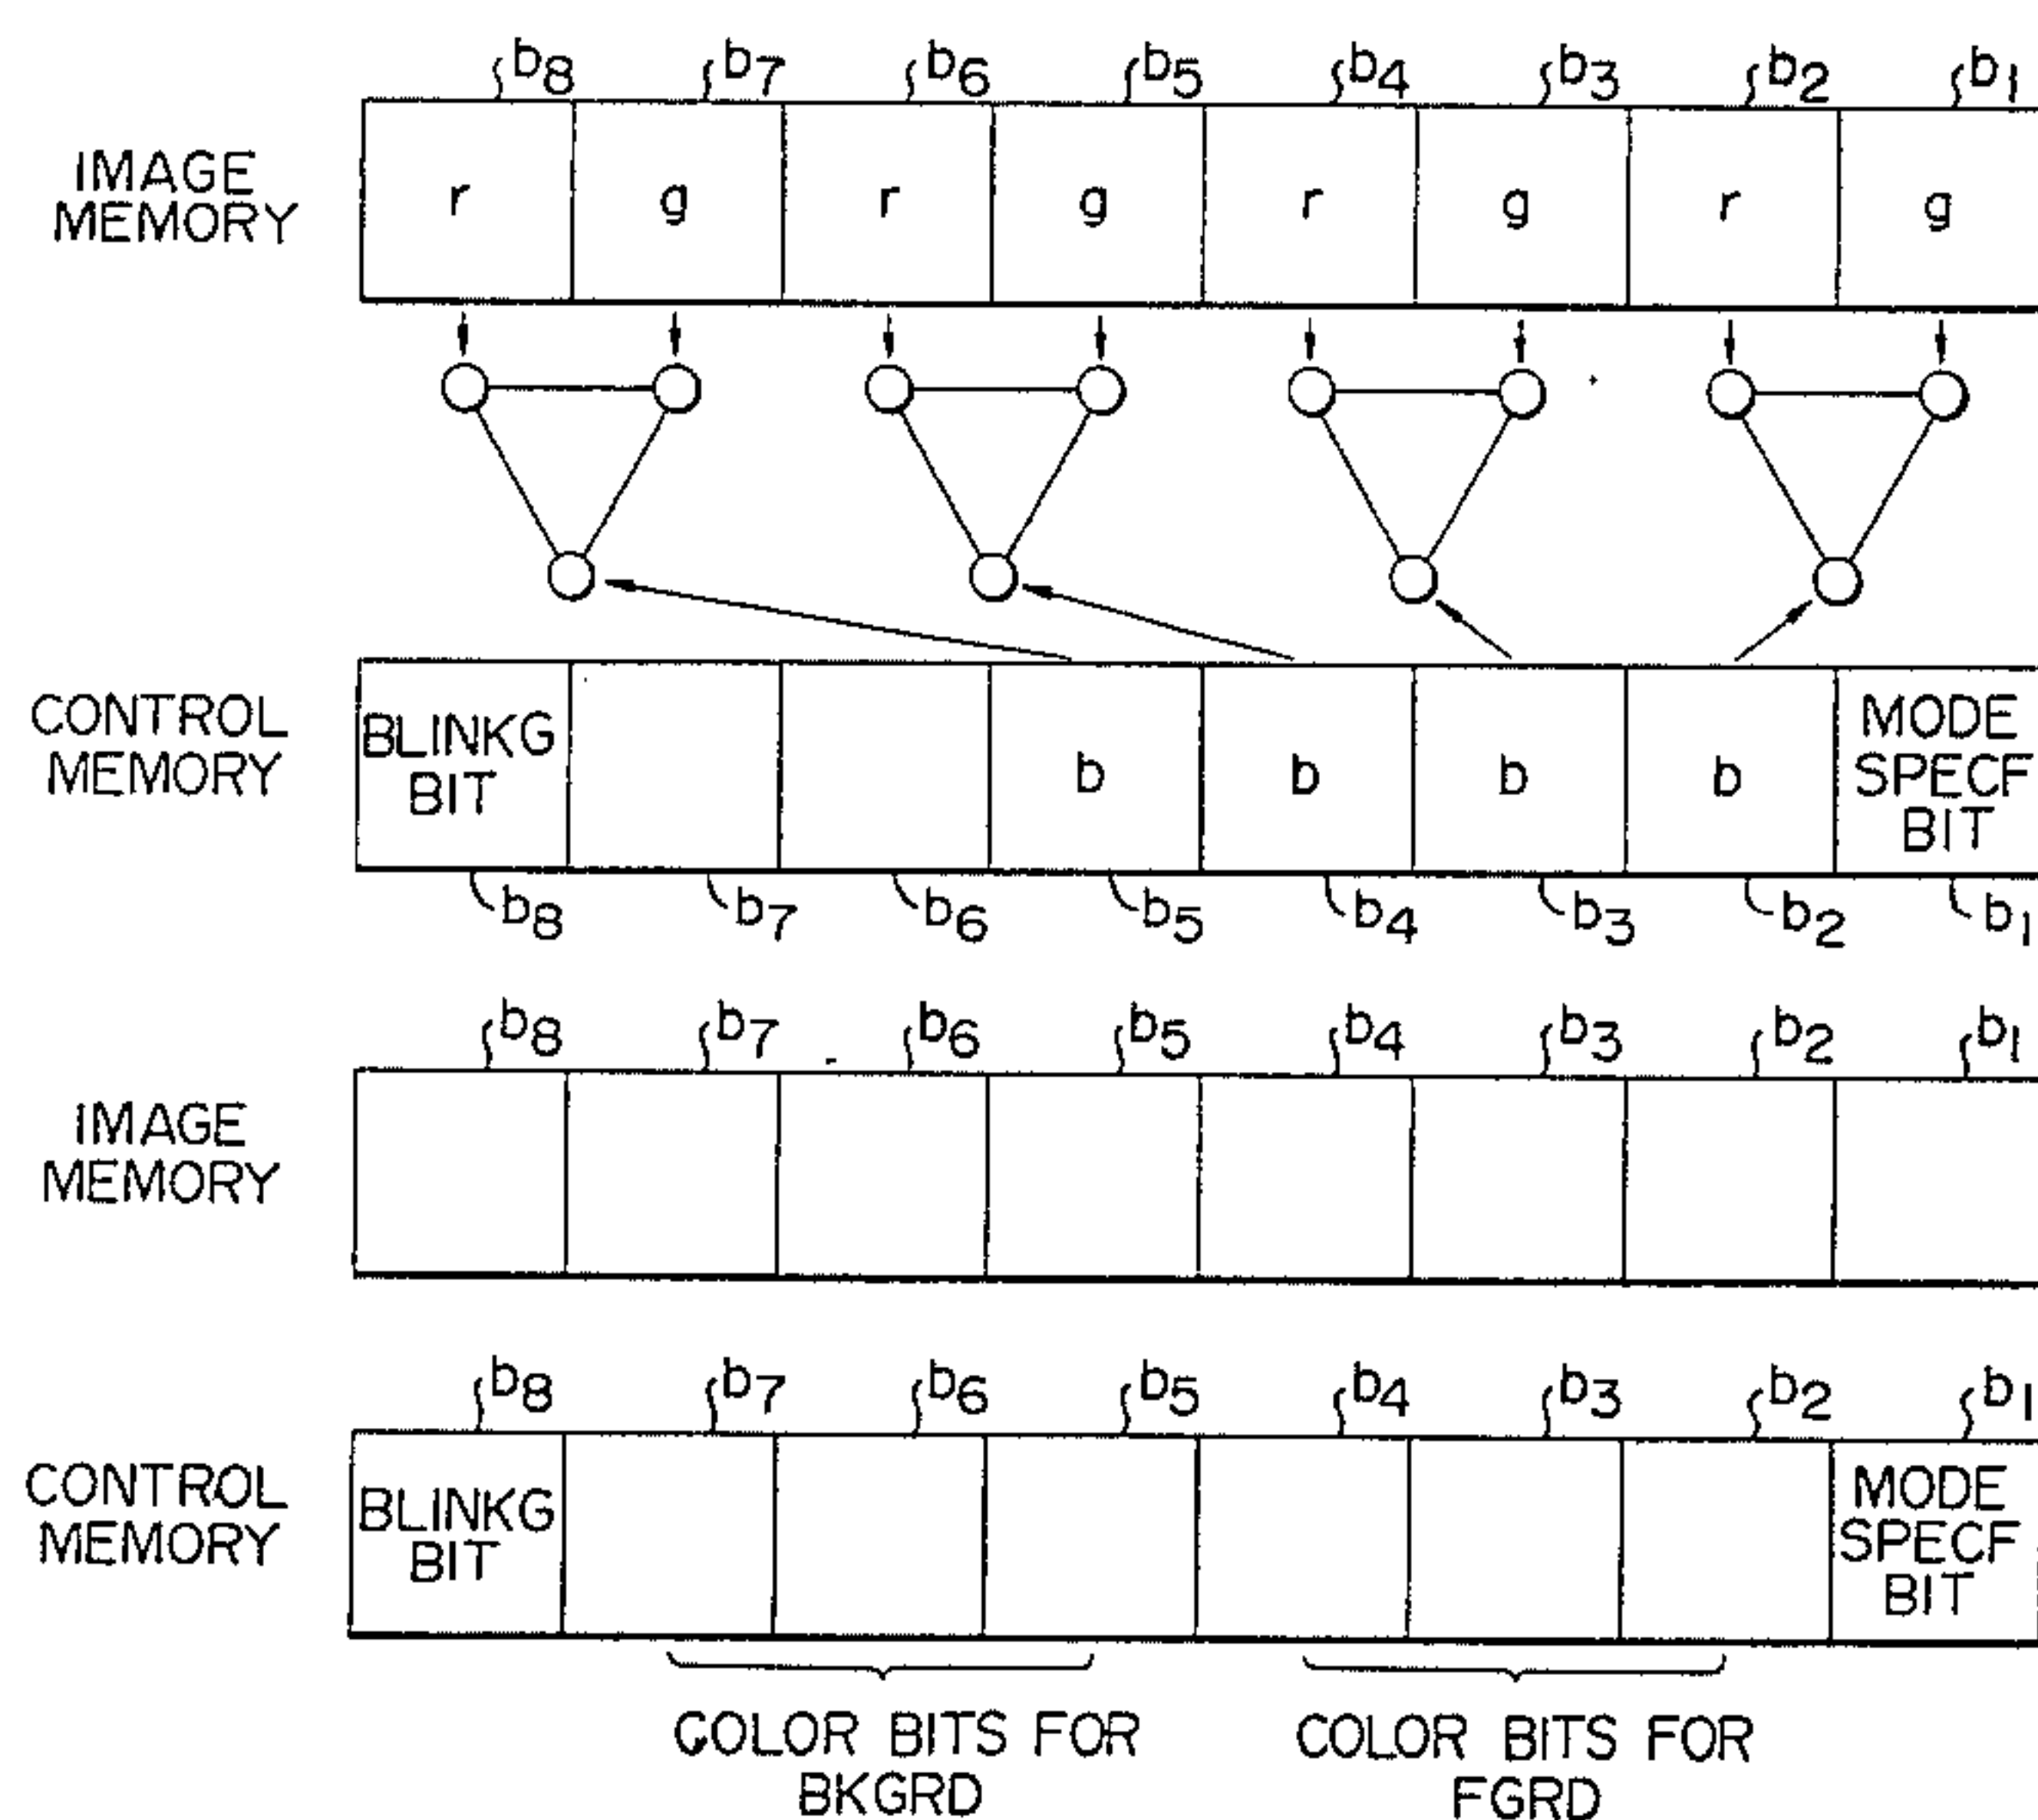 b8 b7 b6 b5 b4 b3 b2 b1
IMAGE
MEMORY
r g r g r g r g
CONTROL
MEMORY
BLINKG
BIT
b b b b
MODE
SPECF
BIT
b8 b7 b6 b5 b4 b3 b2 b1
b8 b7 b6 b5 b4 b3 b2 b1
IMAGE
MEMORY
b8 b7 b6 b5 b4 b3 b2 b1
CONTROL
MEMORY
BLINKG
BIT
MODE
SPECF
BIT
COLOR BITS FOR
BKGRD
COLOR BITS FOR
FGRD